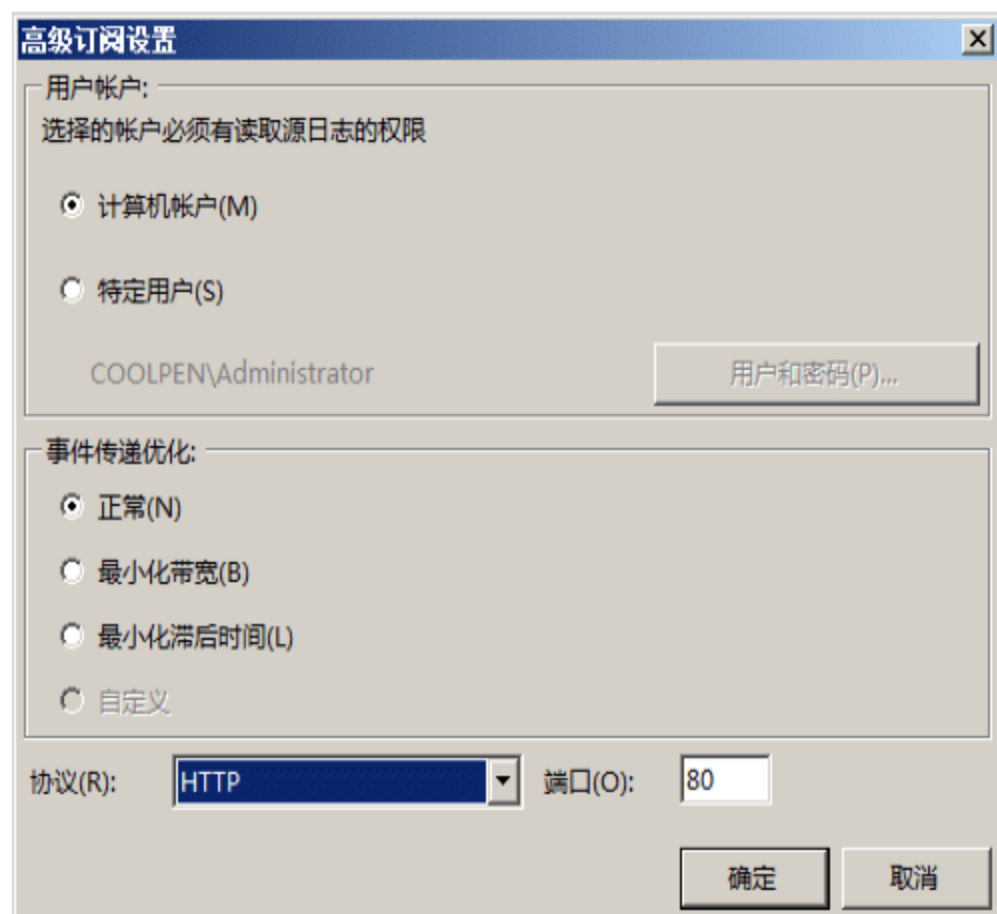 高级订阅设置
用户帐户:
选择的帐户必须有读取源日志的权限
计算机帐户(M)
特定用户(S)
COOLPEN\Administrator 用户和密码(P)...
事件传递优化:
正常(N)
最小化带宽(B)
最小化滞后时间(L)
自定义
协议(R): HTTP 端口(O): 80
确定 取消